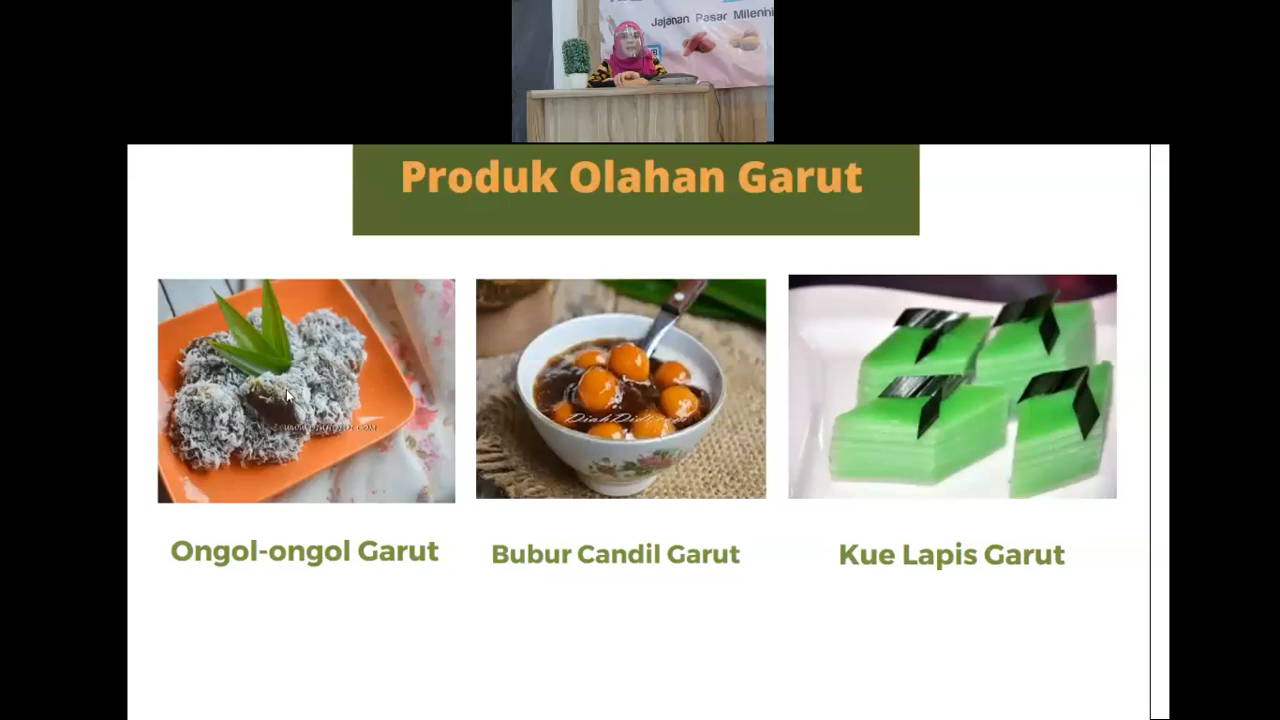 Jajanan Pasar Milenni
Produk Olahan Garut
Ongol-ongol Garut
Bubur Candil Garut
Kue Lapis Garut